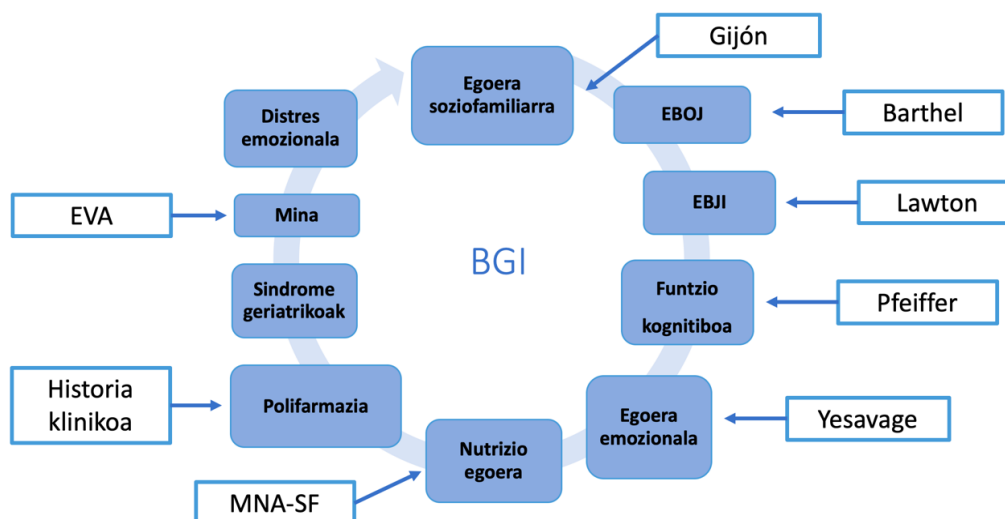 Gijón
Egoera
soziofamiliarra
EBOJ
Barthel
EBJI
Lawton
Funtzio
kognitiboa
Pfeiffer
Egoera
emozionala
Yesavage
Nutrizio
egoera
MNA-SF
Polifarmazia
Historia
klinikoa
Sindrome
geriatrikoak
Mina
EVA
Distres
emozionala
BGI